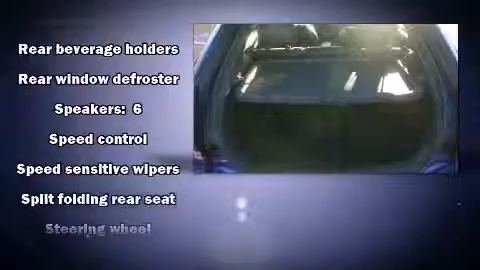 Rear beverage holders
Rear window defroster
Speakers: 6
Speed control
Speed sensitive wipers
Split folding rear seat
Steering wheel